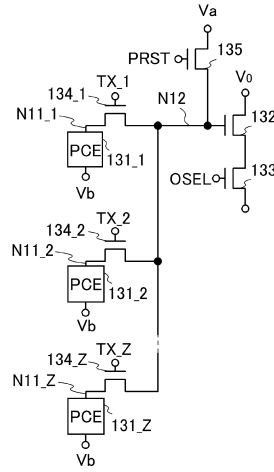 Va
PRST 135
TX_1 N12 V0
134_1 132
N11_1
PCE 131_1 133
Vb OSEL
TX_2
134_2
N11_2
PCE 131_2
Vb
TX_Z
134_Z
N11_Z
PCE 131_Z
Vb